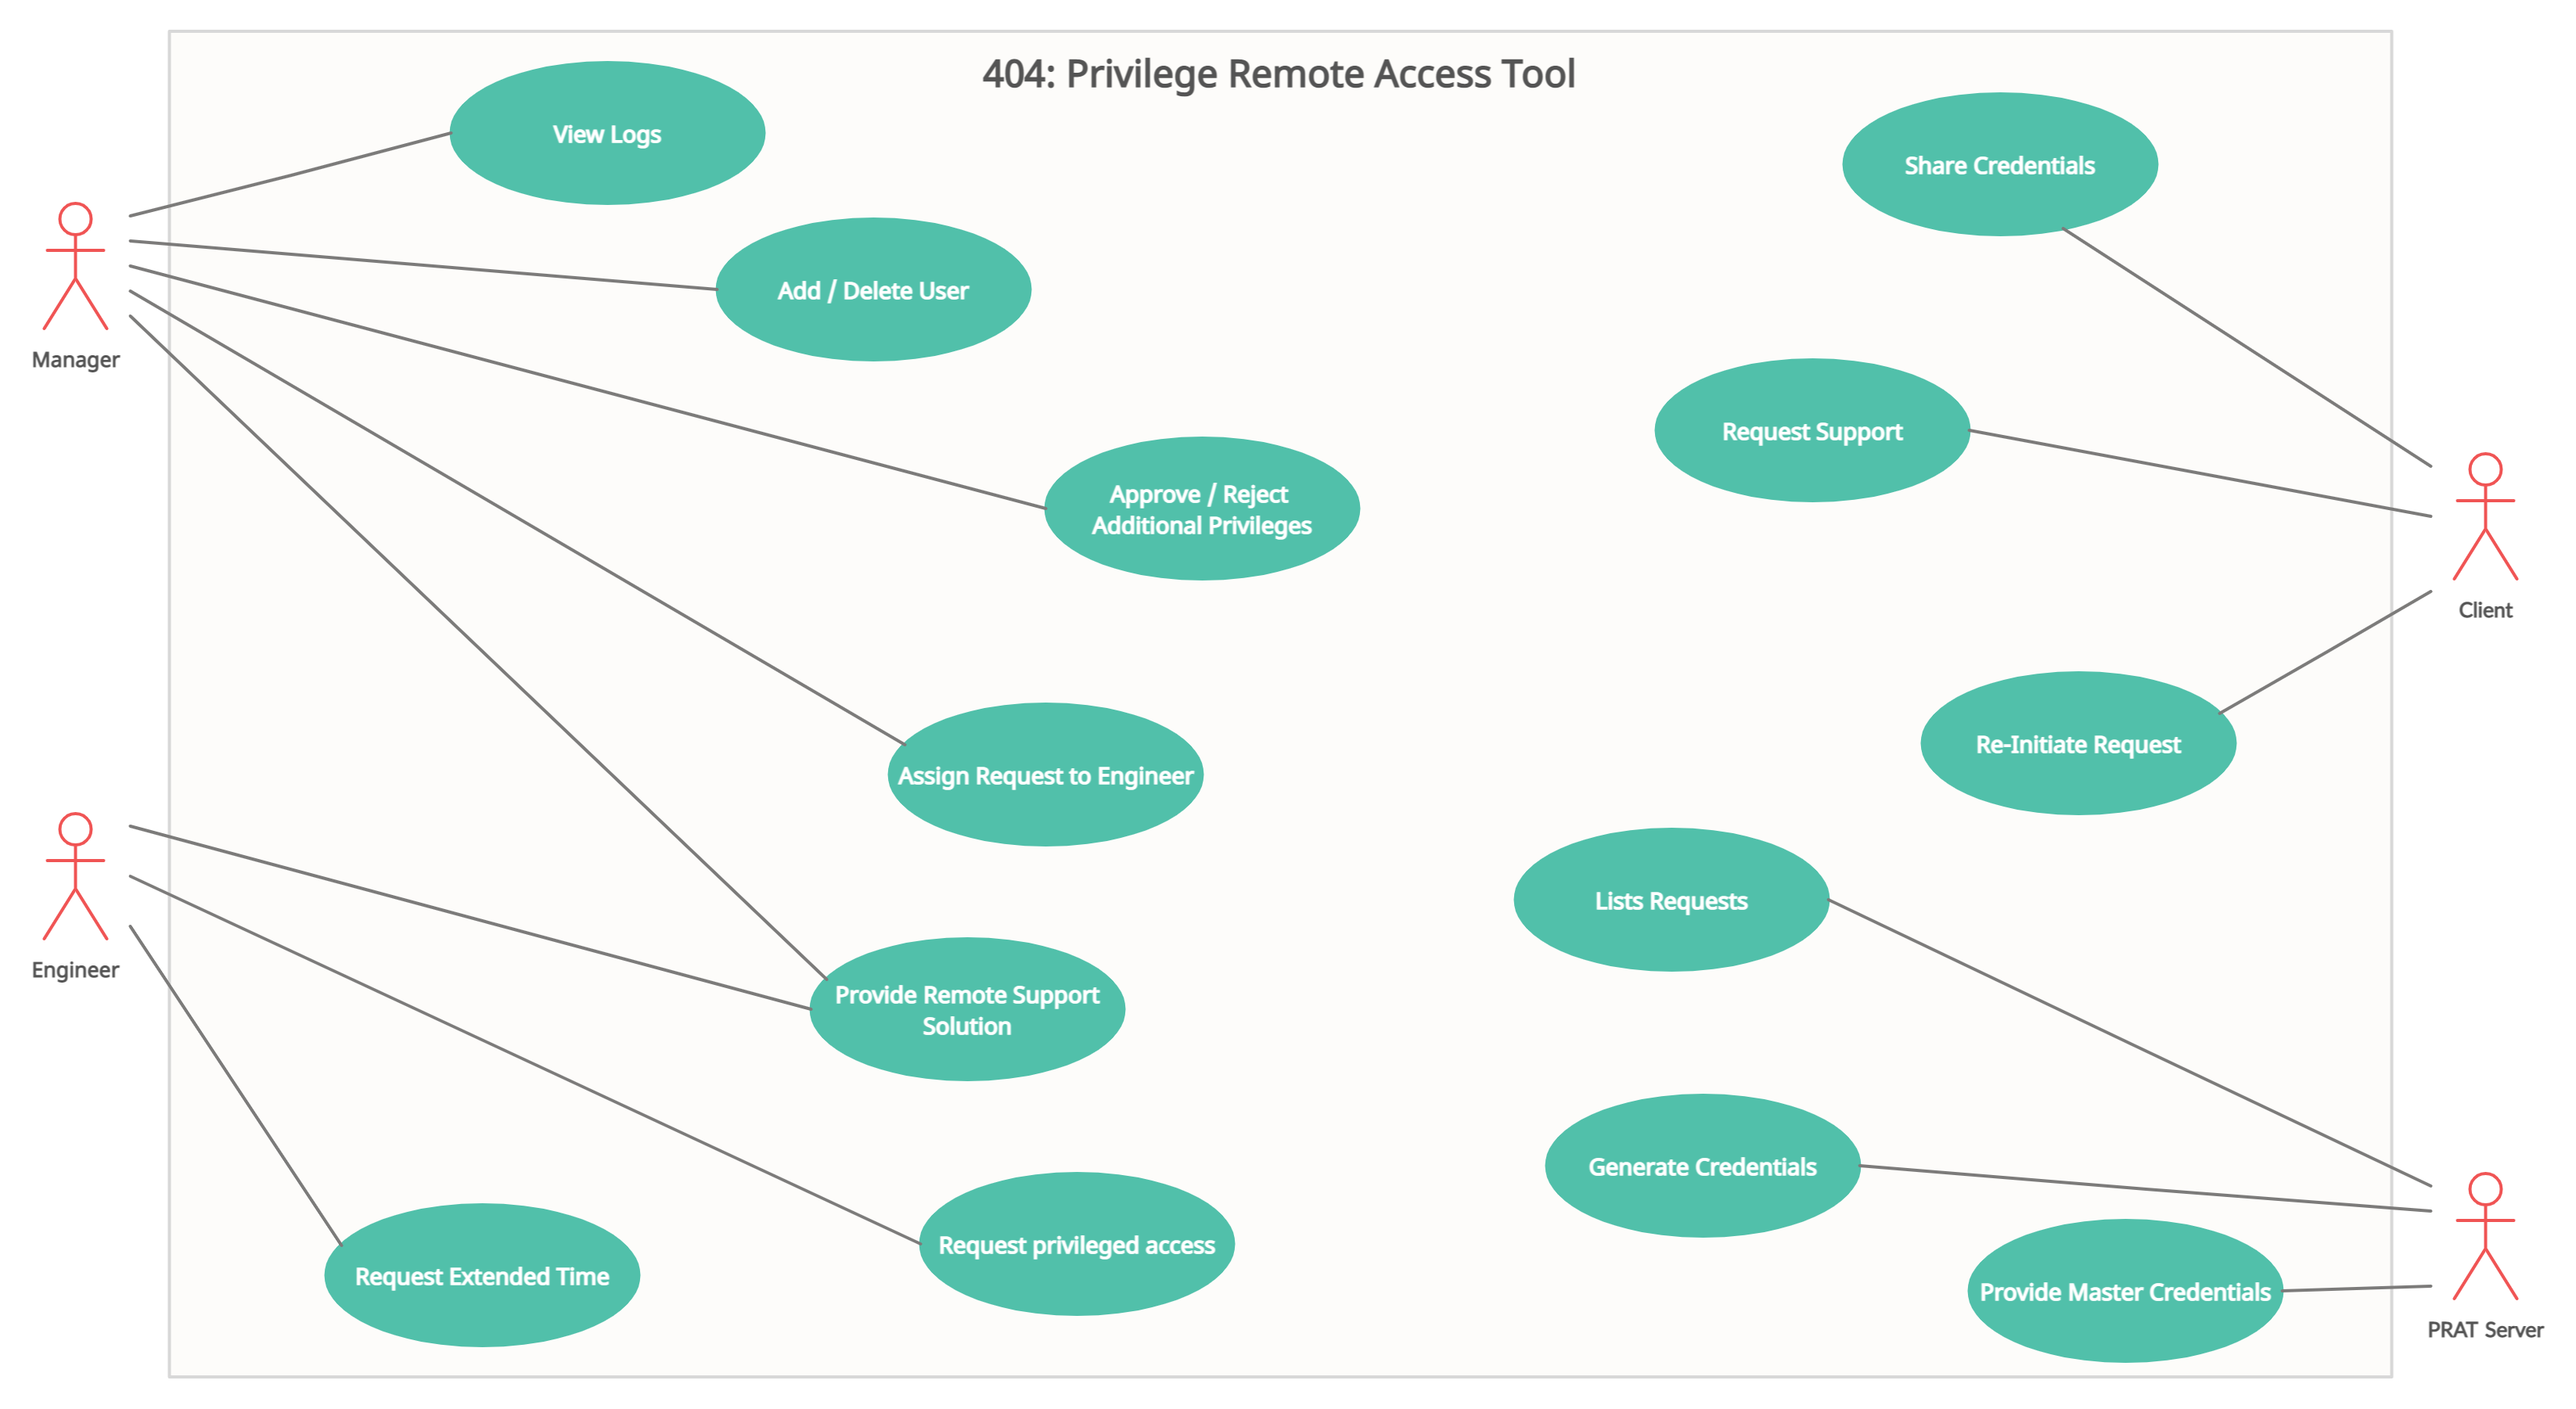 404: Privilege Remote Access Tool
View Logs
Share Credentials
Add / Delete User
Manager
Request Support
Approve / Reject
Additional Privileges
Client
Re-Initiate Request
Assign Request to Engineer
Lists Requests
Engineer
Provide Remote Support
Solution
Generate Credentials
Request privileged access
Request Extended Time
Provide Master Credentials
PRAT Server